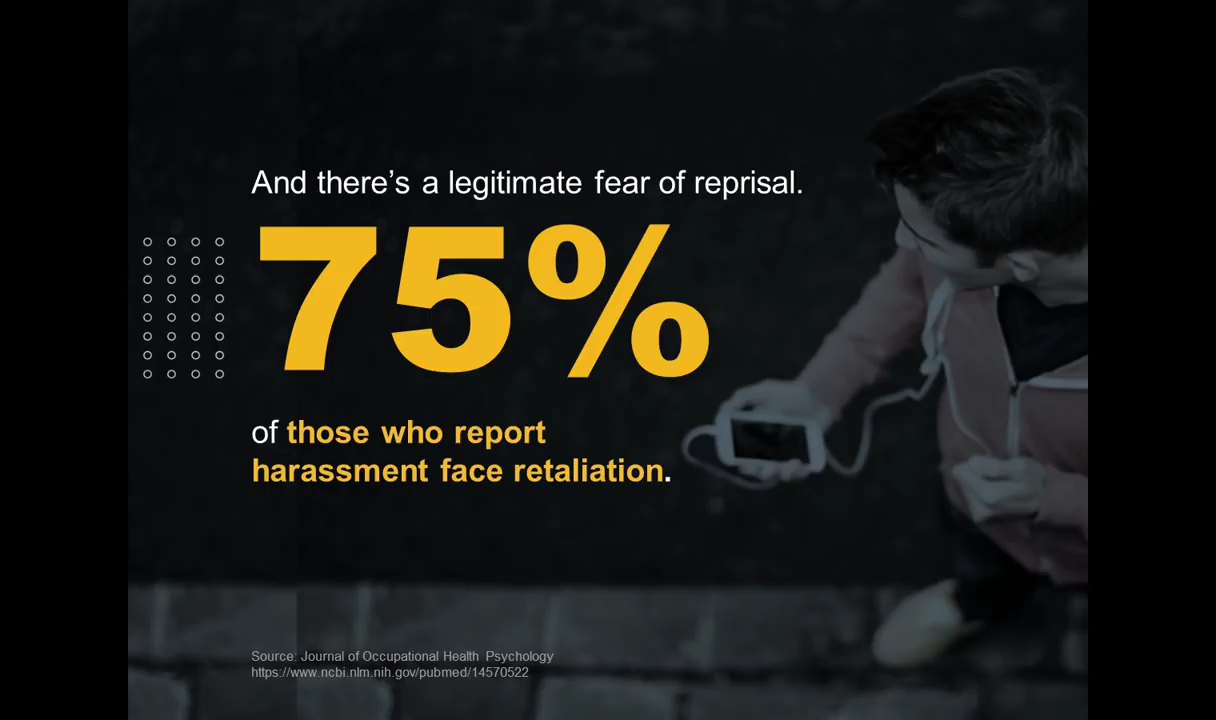 And there’s a legitimate fear of reprisal.
75%
of those who report
harassment face retaliation.
Source: Journal of Occupational Health Psychology
https://www.ncbi.nlm.nih.gov/pubmed/14570522